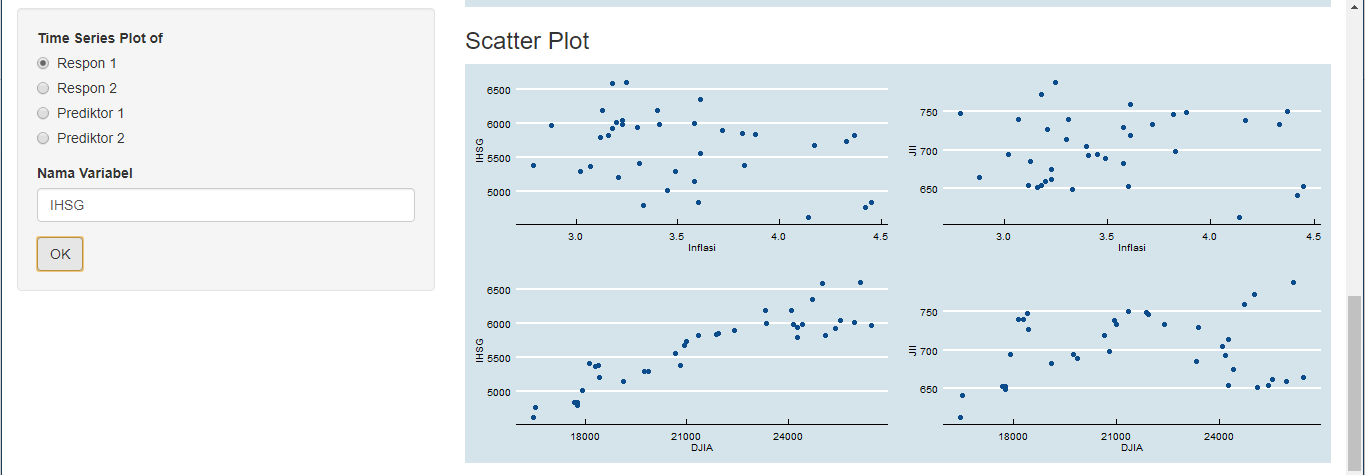 Time Series Plot of
Respon 1
Respon 2
Prediktor 1
Prediktor 2
Nama Variabel
IHSG
OK
Scatter Plot
6500
6000
5500
5000
IHSG
3.0 3.5 4.0 4.5
Inflasi
750
700
650
JII
3.0 3.5 4.0 4.5
Inflasi
6500
6000
5500
5000
IHSG
18000 21000 24000
DJIA
750
700
650
JII
18000 21000 24000
DJIA